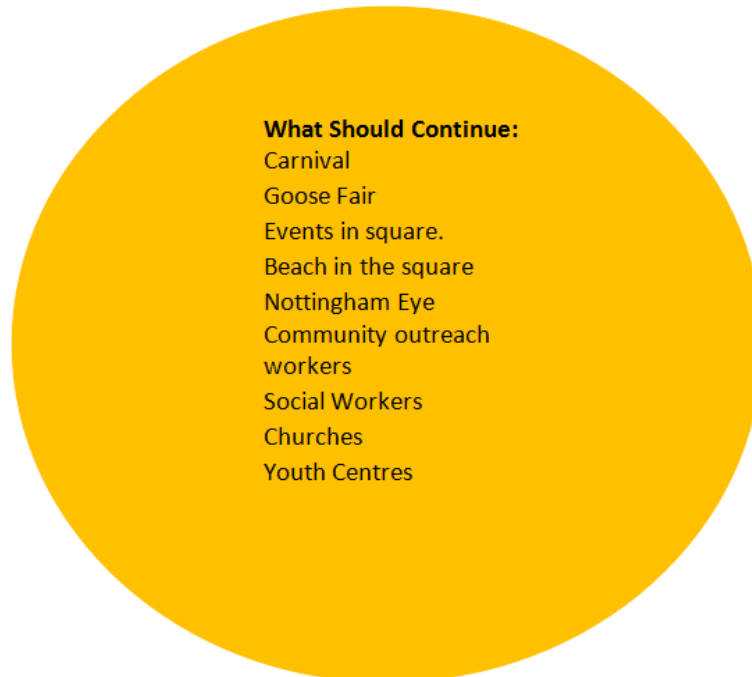 What Should Continue:
Carnival
Goose Fair
Events in square.
Beach in the square
Nottingham Eye
Community outreach
workers
Social Workers
Churches
Youth Centres